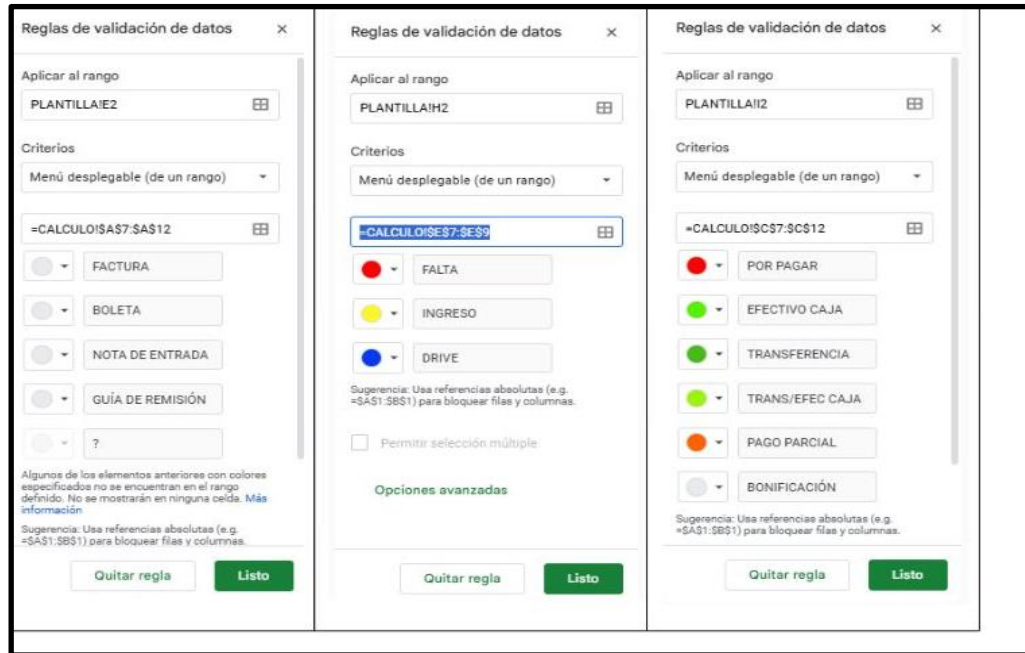 Reglas de validación de datos ×
Aplicar al rango
PLANTILLA!E2
Criterios
Menú desplegable (de un rango)
=CALCULO!$A$7:$A$12
FACTURA
BOLETA
NOTA DE ENTRADA
GUÍA DE REMISIÓN
?
Algunos de los elementos anteriores con colores
especificados no se encuentran en el rango
definido. No se mostrarán en ninguna celda. Más
información
Sugerencia: Usa referencias absolutas (e.g.
=$A$1:$B$1) para bloquear filas y columnas.
Quitar regla
Listo
Reglas de validación de datos ×
Aplicar al rango
PLANTILLA!H2
Criterios
Menú desplegable (de un rango)
=CALCULO!$E$7:$E$9
FALTA
INGRESO
DRIVE
Sugerencia: Usa referencias absolutas (e.g.
=$A$1:$B$1) para bloquear filas y columnas.
Permitir selección múltiple
Opciones avanzadas
Quitar regla
Listo
Reglas de validación de datos ×
Aplicar al rango
PLANTILLA!I2
Criterios
Menú desplegable (de un rango)
=CALCULO!$C$7:$C$12
POR PAGAR
EFECTIVO CAJA
TRANSFERENCIA
TRANS/EFEC CAJA
PAGO PARCIAL
BONIFICACIÓN
Sugerencia: Usa referencias absolutas (e.g.
=$A$1:$B$1) para bloquear filas y columnas.
Quitar regla
Listo